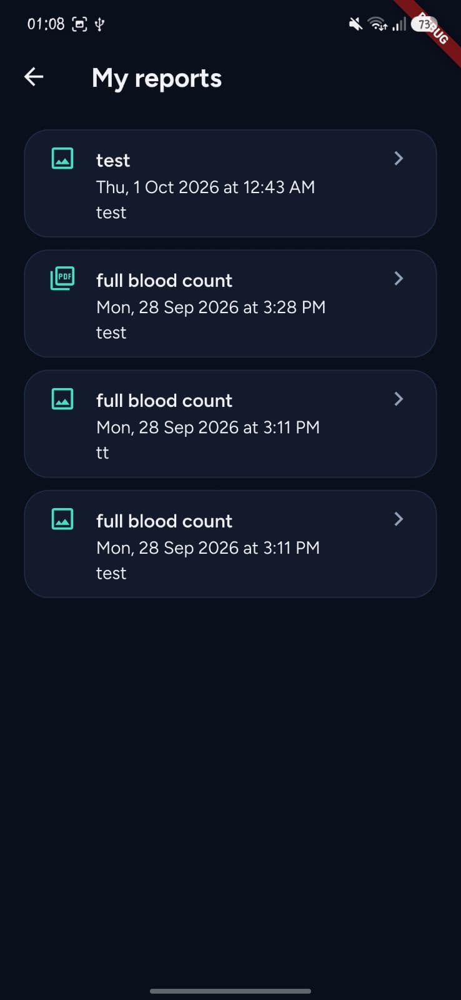 01:08
73
DEBUG
My reports
test
Thu, 1 Oct 2026 at 12:43 AM
test
PDF
full blood count
Mon, 28 Sep 2026 at 3:28 PM
test
full blood count
Mon, 28 Sep 2026 at 3:11 PM
tt
full blood count
Mon, 28 Sep 2026 at 3:11 PM
test